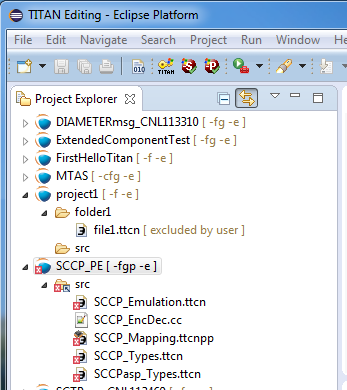 TITAN Editing - Eclipse Platform
File Edit Navigate Search Project Run Window
010 TITAN S P
Project Explorer
DIAMETERmsg_CNL113310 [ -fg -e ]
ExtendedComponentTest [ -fg -e ]
FirstHelloTitan [ -f -e ]
MTAS [ -cfg -e ]
project1 [ -f -e ]
folder1
file1.ttcn [ excluded by user ]
src
SCCP_PE [ -fgp -e ]
src
SCCP_Emulation.ttcn
SCCP_EncDec.cc
SCCP_Mapping.ttcnpp
SCCP_Types.ttcn
SCCPasp_Types.ttcn